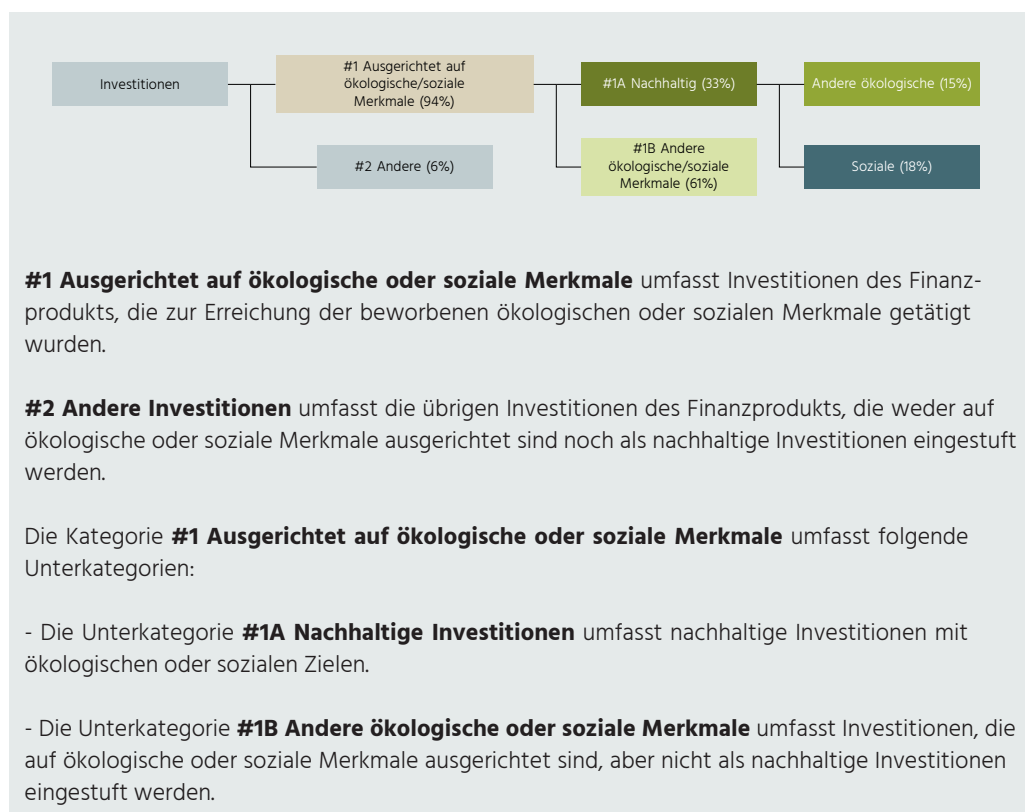 Investitionen
#1 Ausgerichtet auf
ökologische/soziale
Merkmale (94%)
#1A Nachhaltig (33%)
Andere ökologische (15%)
#2 Andere (6%)
#1B Andere
ökologische/soziale
Merkmale (61%)
Soziale (18%)
#1 Ausgerichtet auf ökologische oder soziale Merkmale umfasst Investitionen des Finanz-
produkts, die zur Erreichung der beworbenen ökologischen oder sozialen Merkmale getätigt
wurden.
#2 Andere Investitionen umfasst die übrigen Investitionen des Finanzprodukts, die weder auf
ökologische oder soziale Merkmale ausgerichtet sind noch als nachhaltige Investitionen eingestuft
werden.
Die Kategorie #1 Ausgerichtet auf ökologische oder soziale Merkmale umfasst folgende
Unterkategorien:
- Die Unterkategorie #1A Nachhaltige Investitionen umfasst nachhaltige Investitionen mit
ökologischen oder sozialen Zielen.
- Die Unterkategorie #1B Andere ökologische oder soziale Merkmale umfasst Investitionen, die
auf ökologische oder soziale Merkmale ausgerichtet sind, aber nicht als nachhaltige Investitionen
eingestuft werden.